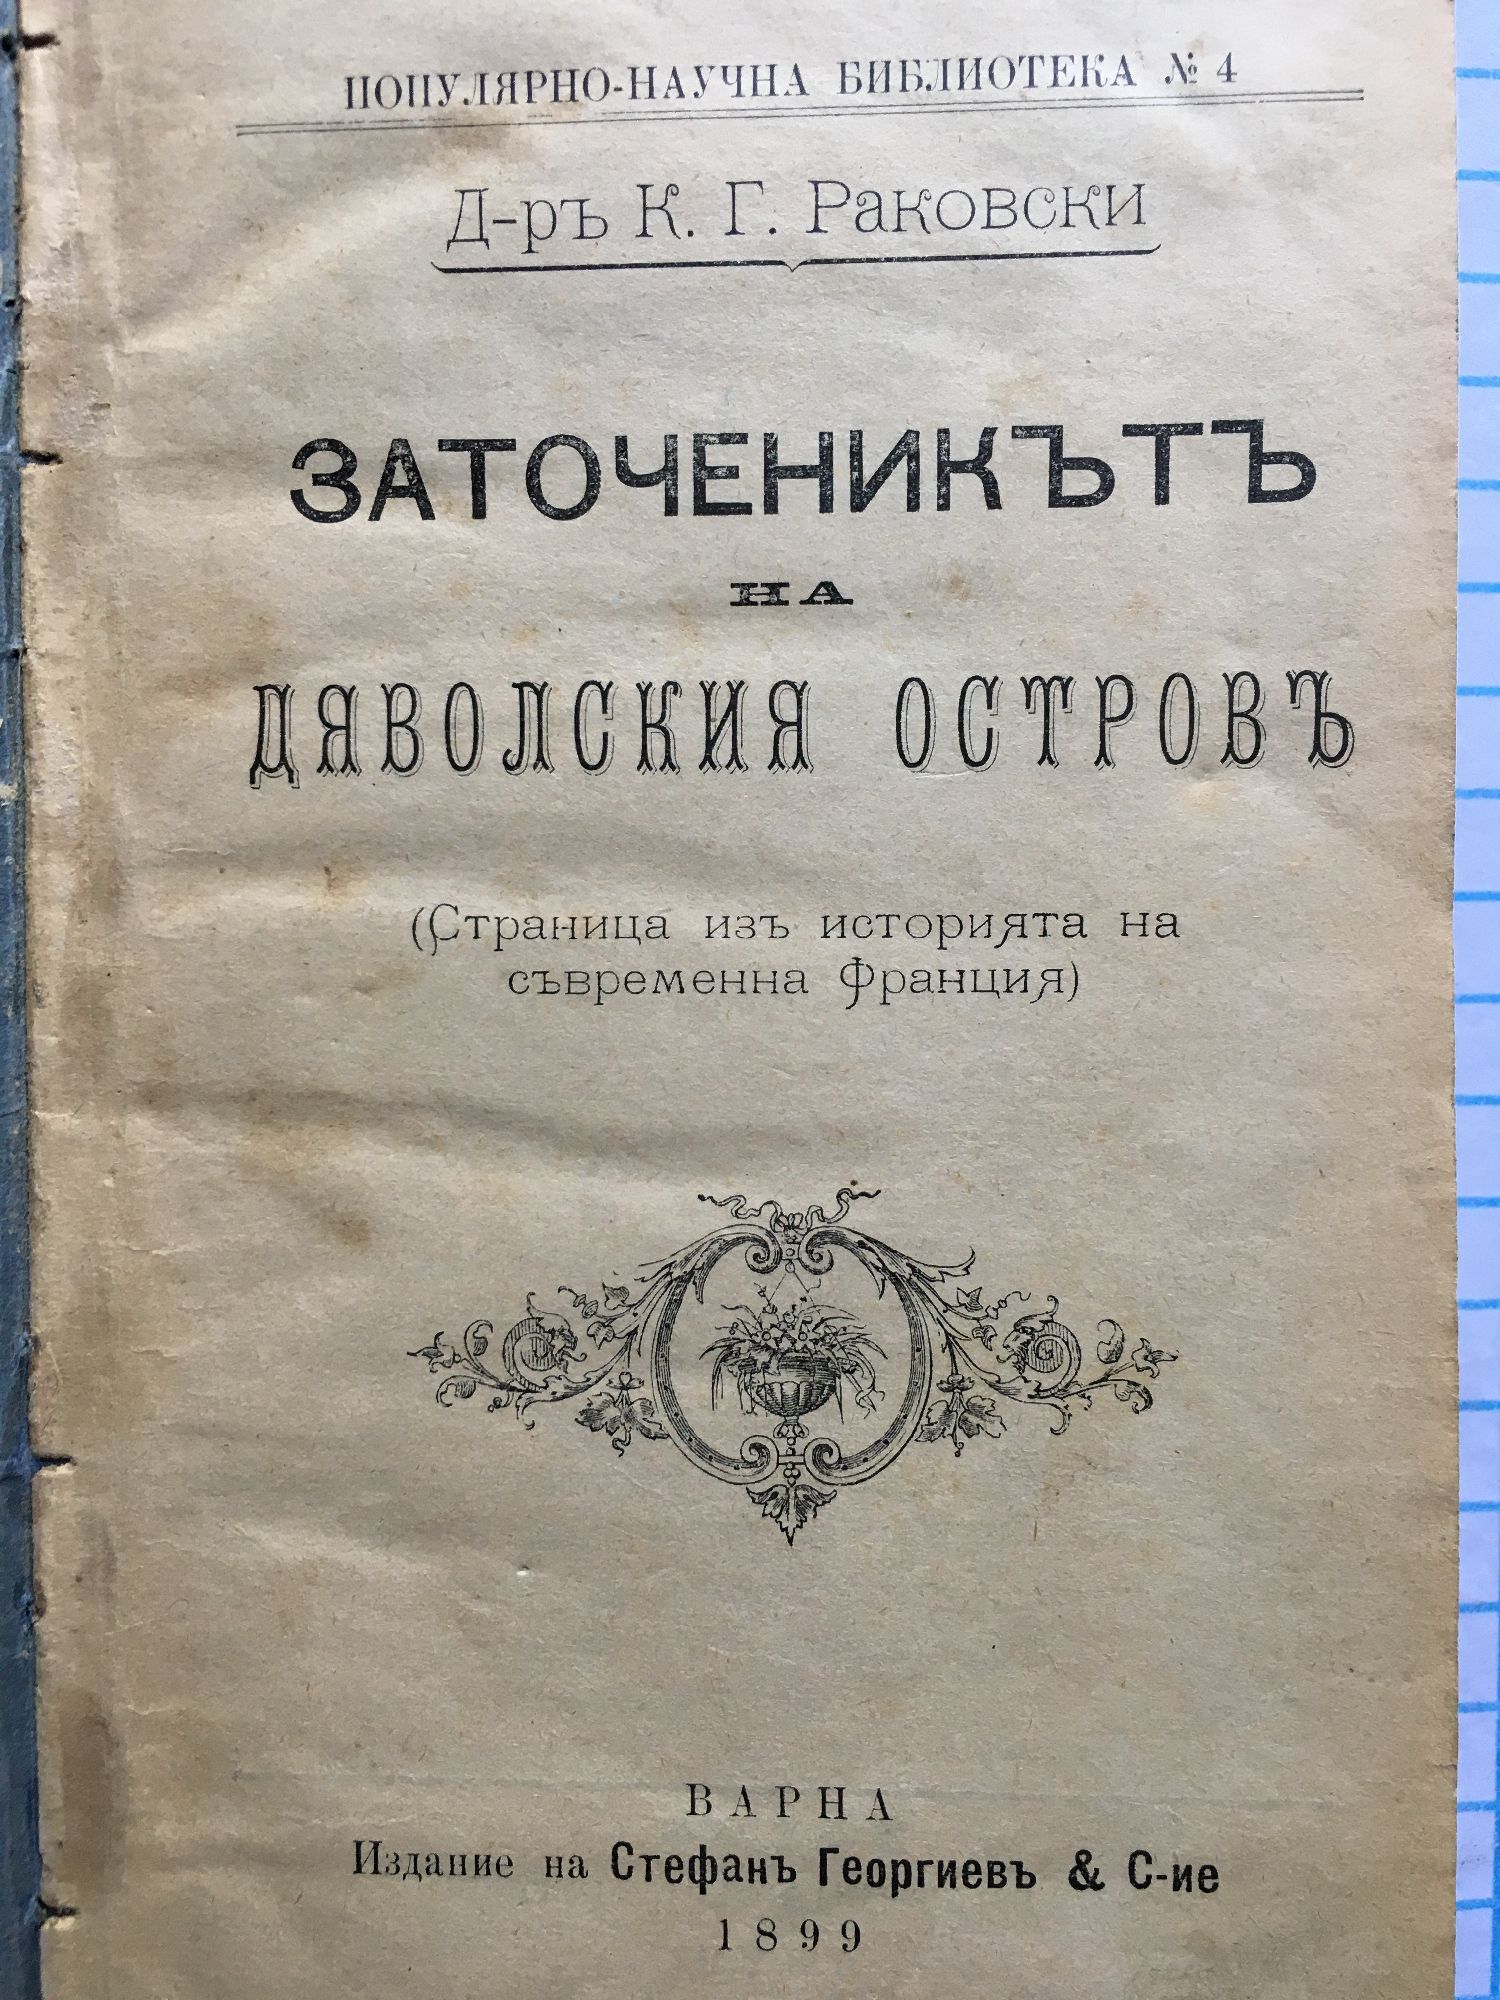 ПОПУЛЯРНО-НАУЧНА БИБЛИОТЕКА № 4
Д-ръ К. Г. Раковски
ЗАТОЧЕНИКЪТЪ
НА
ДЯВОЛСКИЯ ОСТРОВЪ
(Страница изъ историята на
съвременна Франция)
ВАРНА
Издание на Стефанъ Георгиевъ & С-ие
1899